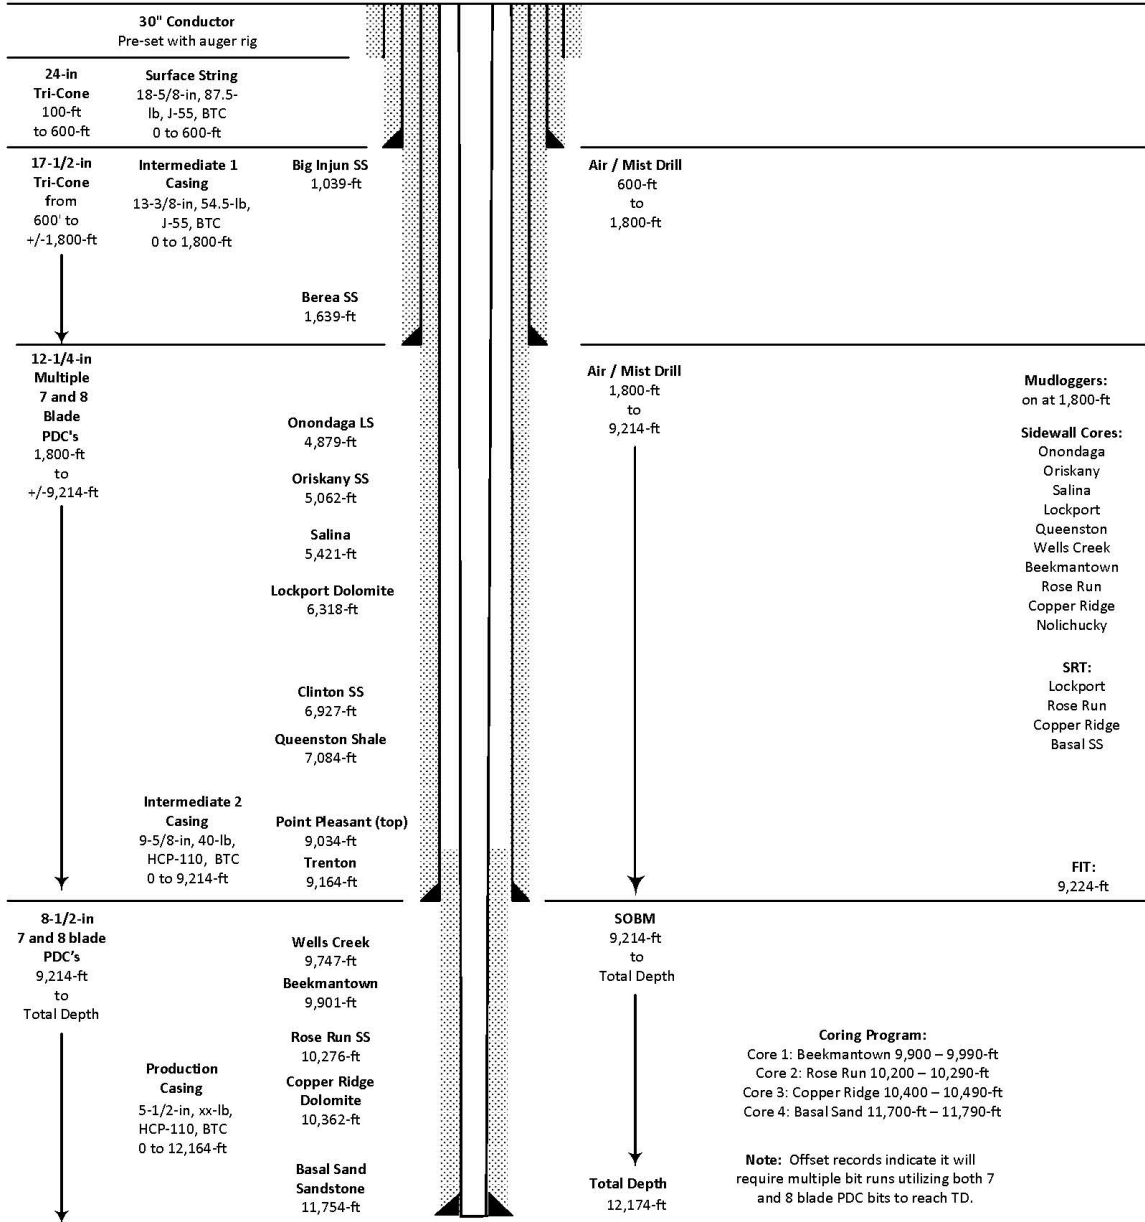 30" Conductor
Pre-set with auger rig
24-in
Tri-Cone
100-ft
to 600-ft
Surface String
18-5/8-in, 87.5-
lb, J-55, BTC
0 to 600-ft
17-1/2-in
Tri-Cone
from
600' to
+/-1,800-ft
Intermediate 1
Casing
13-3/8-in, 54.5-lb,
J-55, BTC
0 to 1,800-ft
Big Injun SS
1,039-ft
Berea SS
1,639-ft
Air / Mist Drill
600-ft
to
1,800-ft
12-1/4-in
Multiple
7 and 8
Blade
PDC's
1,800-ft
to
+/-9,214-ft
Onondaga LS
4,879-ft
Oriskany SS
5,062-ft
Salina
5,421-ft
Lockport Dolomite
6,318-ft
Clinton SS
6,927-ft
Queenston Shale
7,084-ft
Intermediate 2
Casing
9-5/8-in, 40-lb,
HCP-110, BTC
0 to 9,214-ft
Point Pleasant (top)
9,034-ft
Trenton
9,164-ft
Air / Mist Drill
1,800-ft
to
9,214-ft
Mudloggers:
on at 1,800-ft
Sidewall Cores:
Onondaga
Oriskany
Salina
Lockport
Queenston
Wells Creek
Beekmantown
Rose Run
Copper Ridge
Nolichucky
SRT:
Lockport
Rose Run
Copper Ridge
Basal SS
FIT:
9,224-ft
8-1/2-in
7 and 8 blade
PDC's
9,214-ft
to
Total Depth
Production
Casing
5-1/2-in, xx-lb,
HCP-110, BTC
0 to 12,164-ft
Wells Creek
9,747-ft
Beekmantown
9,901-ft
Rose Run SS
10,276-ft
Copper Ridge
Dolomite
10,362-ft
Basal Sand
Sandstone
11,754-ft
SOBM
9,214-ft
to
Total Depth
Total Depth
12,174-ft
Coring Program:
Core 1: Beekmantown 9,900 – 9,990-ft
Core 2: Rose Run 10,200 – 10,290-ft
Core 3: Copper Ridge 10,400 – 10,490-ft
Core 4: Basal Sand 11,700-ft – 11,790-ft
Note: Offset records indicate it will
require multiple bit runs utilizing both 7
and 8 blade PDC bits to reach TD.